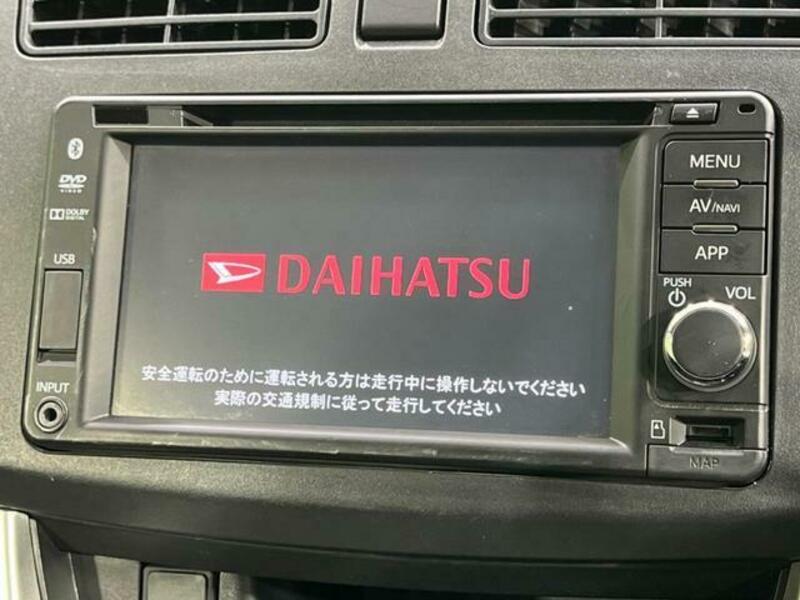 MENU
AV/NAVI
APP
PUSH
VOL
DVD
VIDEO
DOLBY
DIGITAL
USB
INPUT
DAIHATSU
安全運転のために運転される方は走行中に操作しないでください
実際の交通規制に従って走行してください
MAP